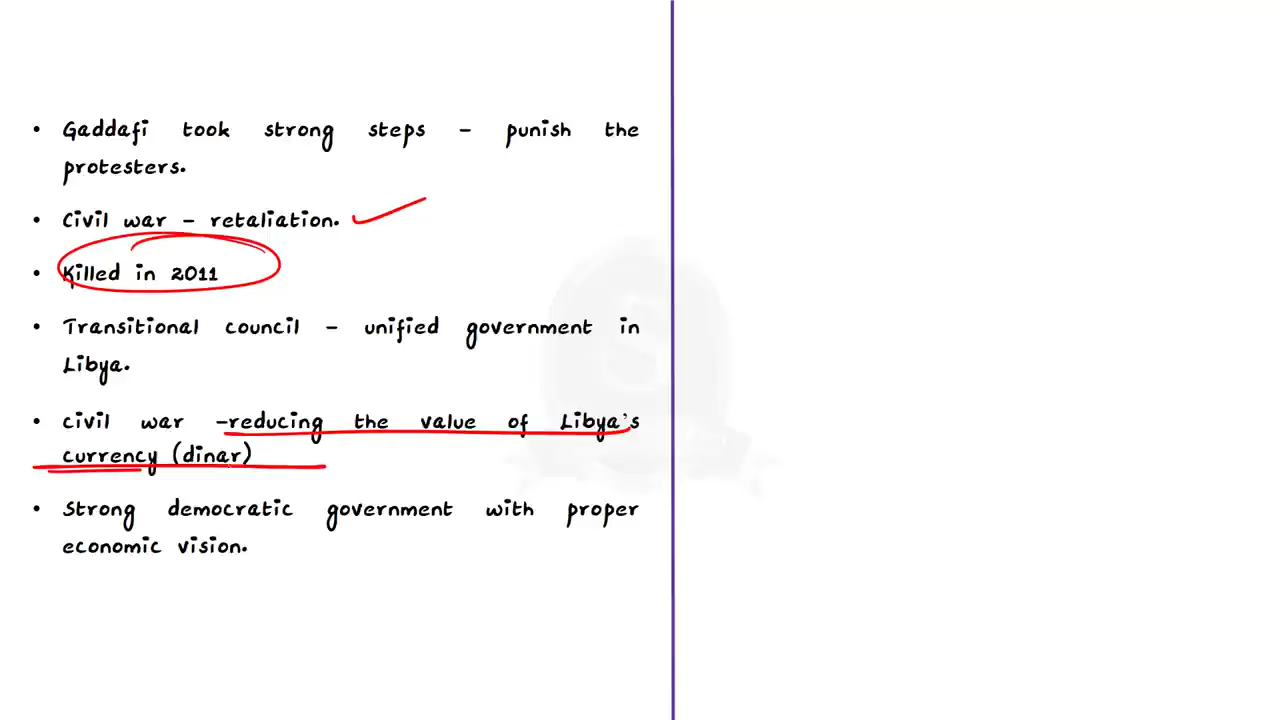 • Gaddafi took strong steps - punish the
protesters.
• Civil war - retaliation.
• Killed in 2011
• Transitional council - unified government in
Libya.
• civil war -reducing the value of Libya's
currency (dinar)
• Strong democratic government with proper
economic vision.